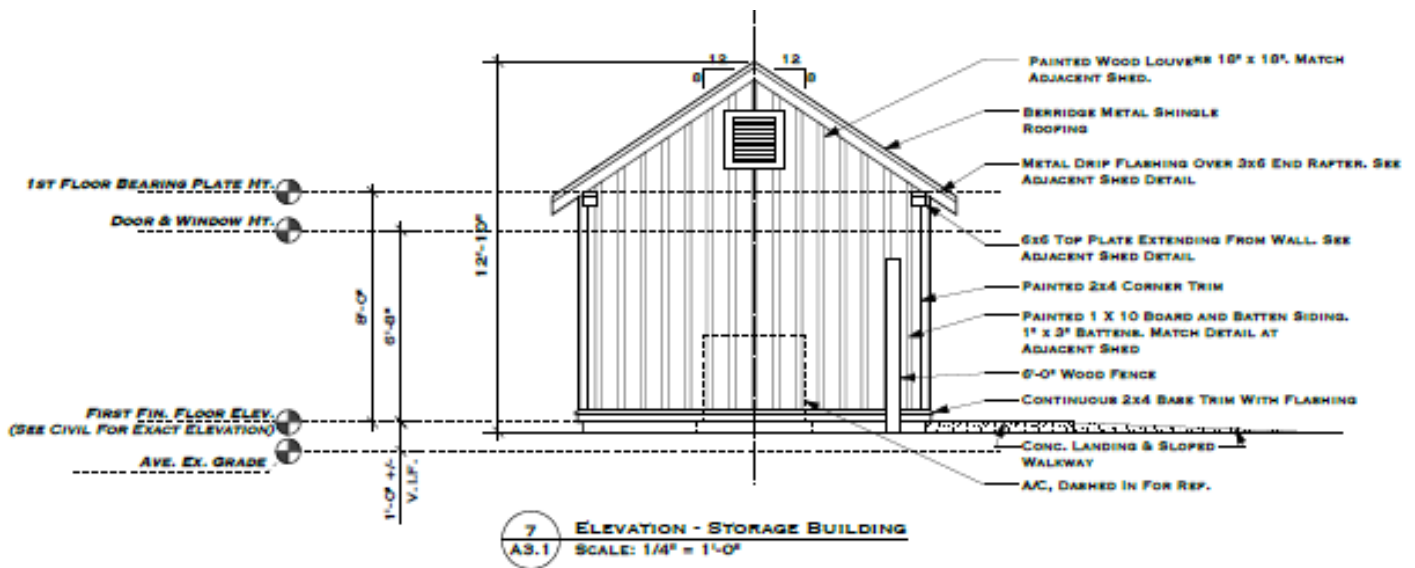 12 12
8 8
PAINTED WOOD LOUVERS 18" X 18". MATCH
ADJACENT SHED.
BERRIDGE METAL SHINGLE
ROOFING
METAL DRIP FLASHING OVER 3X6 END RAFTER. SEE
ADJACENT SHED DETAIL
1ST FLOOR BEARING PLATE HT.
DOOR & WINDOW HT.
12'-10"
8'-0"
6'-8"
6X6 TOP PLATE EXTENDING FROM WALL. SEE
ADJACENT SHED DETAIL
PAINTED 2X4 CORNER TRIM
PAINTED 1 X 10 BOARD AND BATTEN SIDING.
1" X 3" BATTENS. MATCH DETAIL AT
ADJACENT SHED
6'-0" WOOD FENCE
CONTINUOUS 2X4 BASE TRIM WITH FLASHING
FIRST FIN. FLOOR ELEV.
(SEE CIVIL FOR EXACT ELEVATION)
AVE. EX. GRADE
1'-0" +/-
V.I.F.
CONC. LANDING & SLOPED
WALKWAY
A/C, DASHED IN FOR REF.
7
A3.1
ELEVATION - STORAGE BUILDING
SCALE: 1/4" = 1'-0"